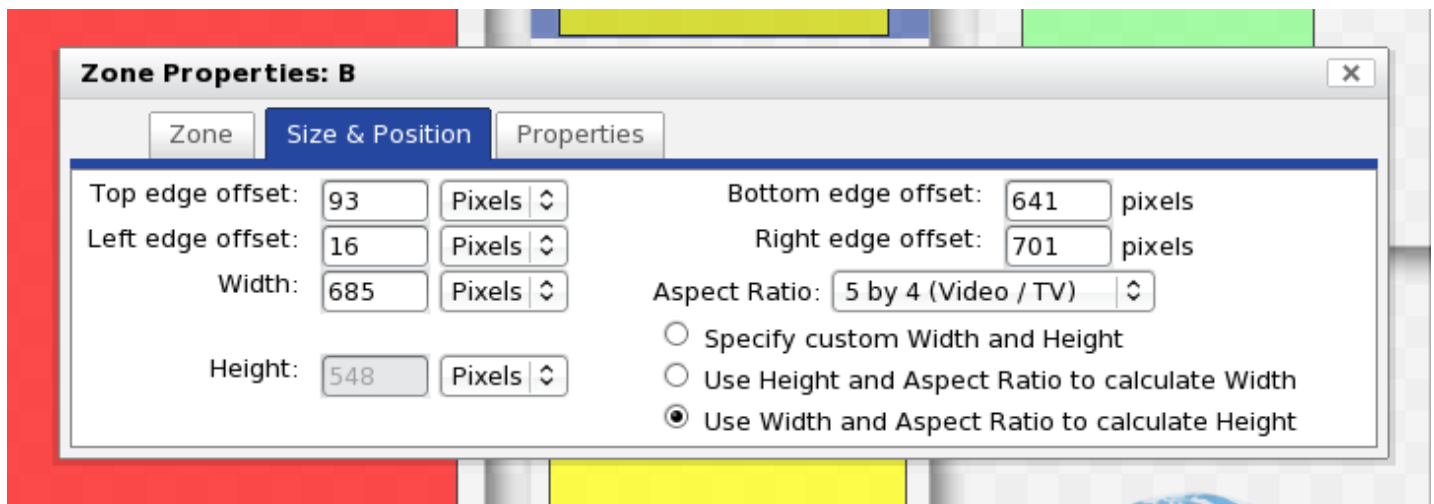 Zone Properties: B
Zone Size & Position Properties
Top edge offset: 93 Pixels Bottom edge offset: 641 pixels
Left edge offset: 16 Pixels Right edge offset: 701 pixels
Width: 685 Pixels Aspect Ratio: 5 by 4 (Video / TV)
Specify custom Width and Height
Height: 548 Pixels Use Height and Aspect Ratio to calculate Width
Use Width and Aspect Ratio to calculate Height